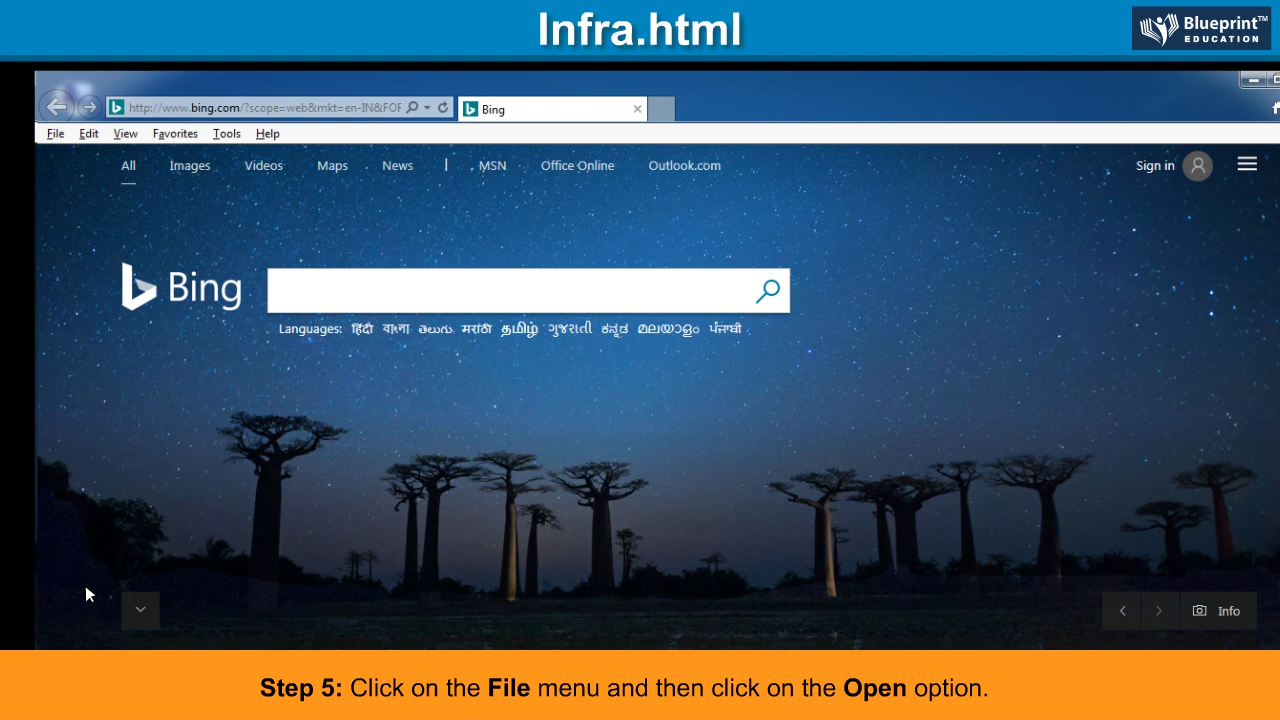 Infra.html
Blueprint™
EDUCATION
http://www.bing.com/?scope=web&mkt=en-IN&FOR
Bing
File Edit View Favorites Tools Help
All Images Videos Maps News | MSN Office Online Outlook.com
Sign in
Bing
Languages: हिंदी বাংলা తెలుగు मराठी தமிழ் ગુજરાતી ಕನ್ನಡ മലയാളം ਪੰਜਾਬੀ
Info
Step 5: Click on the File menu and then click on the Open option.